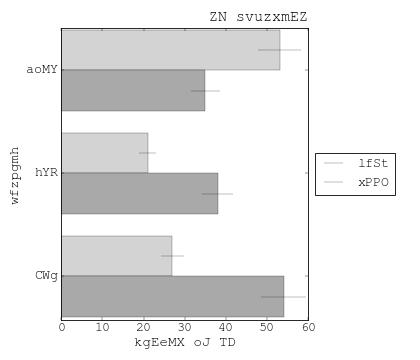 ZN svuzxmEZ
aoMY
hYR
CWg
wfzpgmh
0 10 20 30 40 50 60
kgEeMX oJ TD
lfSt
xPPO